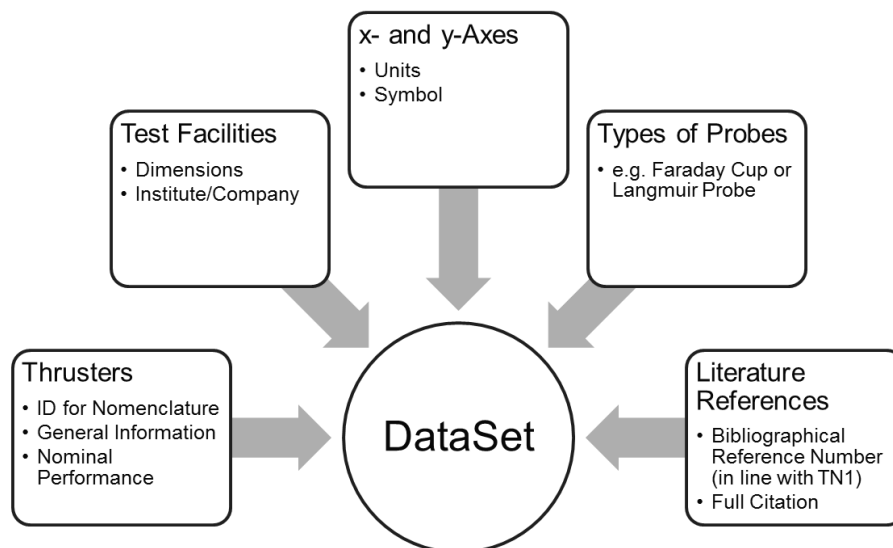 x- and y-Axes
• Units
• Symbol
Test Facilities
• Dimensions
• Institute/Company
Types of Probes
• e.g. Faraday Cup or
Langmuir Probe
Thrusters
• ID for Nomenclature
• General Information
• Nominal
Performance
DataSet
Literature
References
• Bibliographical
Reference Number
(in line with TN1)
• Full Citation